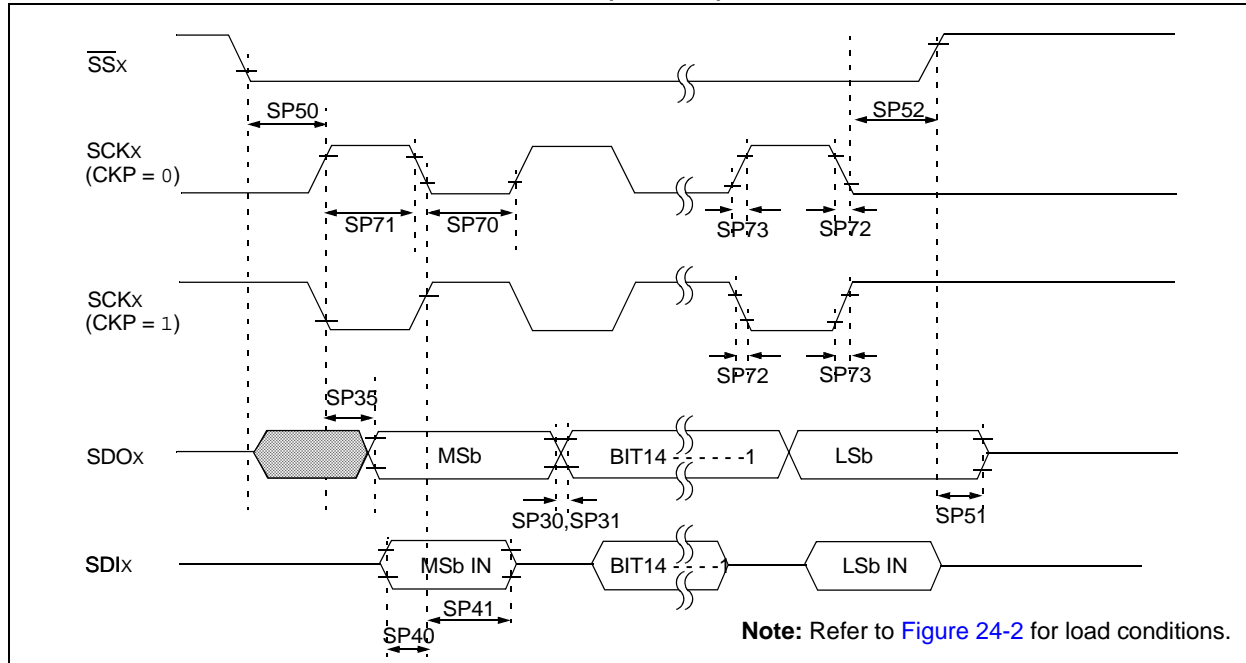 SSX
SP50
SP52
SCKX
(CKP = 0)
SP71
SP70
SP73
SP72
SCKX
(CKP = 1)
SP72
SP73
SP35
SDOX
MSb
BIT14 - - - - - -1
LSb
SP30,SP31
SP51
SDIX
MSb IN
BIT14 - - - - -1
LSb IN
SP41
SP40
Note: Refer to Figure 24-2 for load conditions.